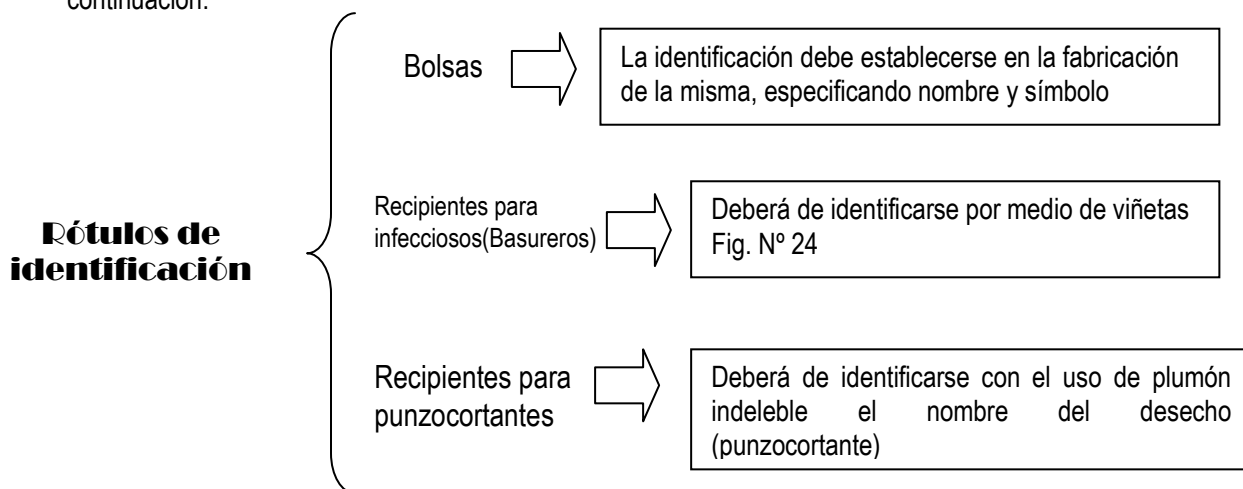 continuación:
Bolsas
La identificación debe establecerse en la fabricación
de la misma, especificando nombre y símbolo
Rótulos de
identificación
Recipientes para
infecciosos(Basureros)
Deberá de identificarse por medio de viñetas
Fig. Nº 24
Recipientes para
punzocortantes
Deberá de identificarse con el uso de plumón
indeleble el nombre del desecho
(punzocortante)